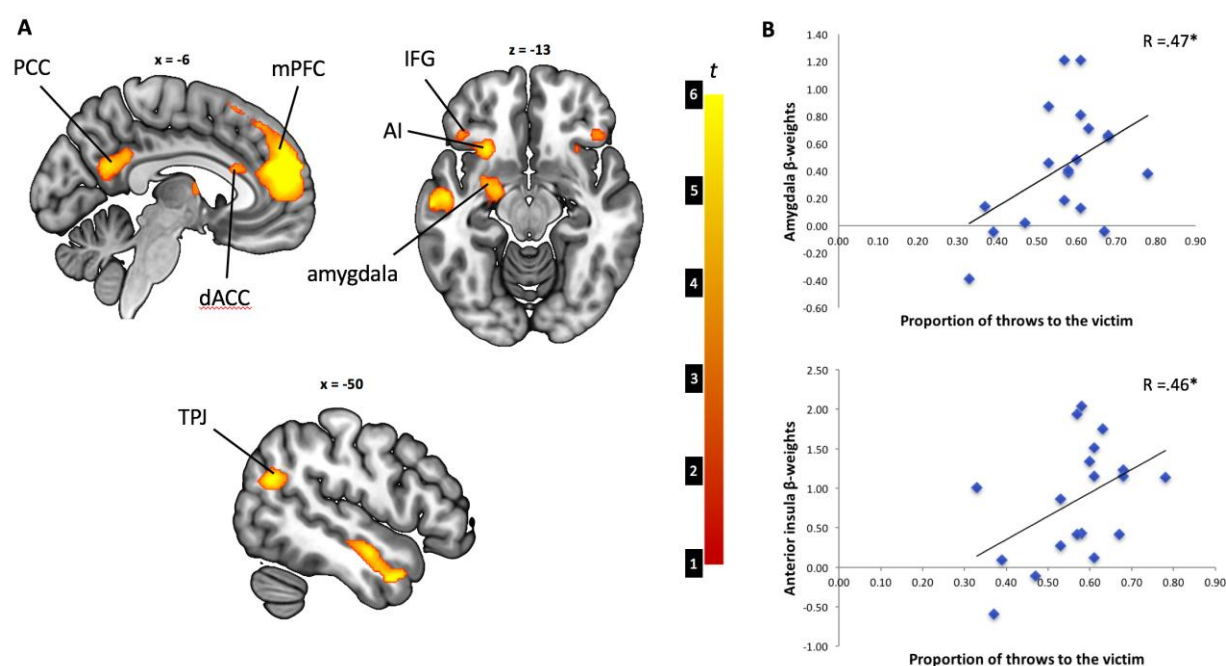 A
x = -6
PCC
mPFC
dACC
z = -13
IFG
AI
amygdala
x = -50
TPJ
t
6
5
4
3
2
1
B
R =.47*
Amygdala β-weights
1.40
1.20
1.00
0.80
0.60
0.40
0.20
0.00
-0.20
-0.40
-0.60
0.00 0.10 0.20 0.30 0.40 0.50 0.60 0.70 0.80 0.90
Proportion of throws to the victim
R =.46*
Anterior insula β-weights
2.50
2.00
1.50
1.00
0.50
0.00
-0.50
-1.00
0.00 0.10 0.20 0.30 0.40 0.50 0.60 0.70 0.80 0.90
Proportion of throws to the victim